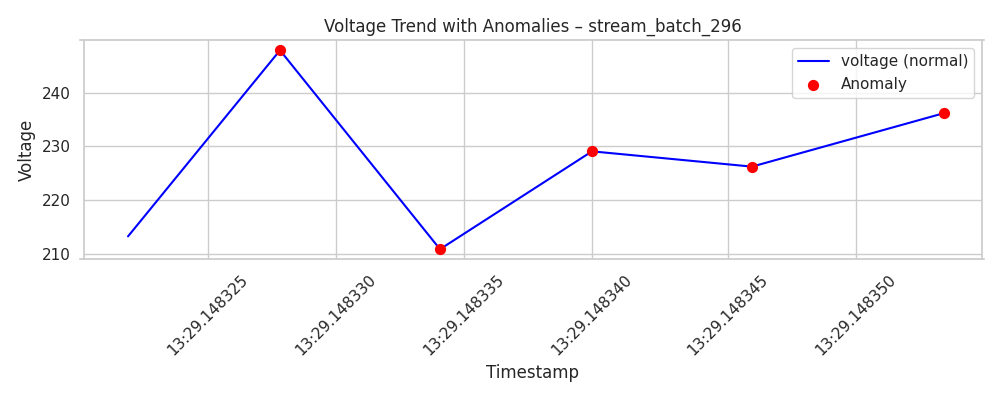 Voltage Trend with Anomalies – stream_batch_296
voltage (normal)
Anomaly
Voltage
240
230
220
210
13:29.148325
13:29.148330
13:29.148335
13:29.148340
13:29.148345
13:29.148350
Timestamp